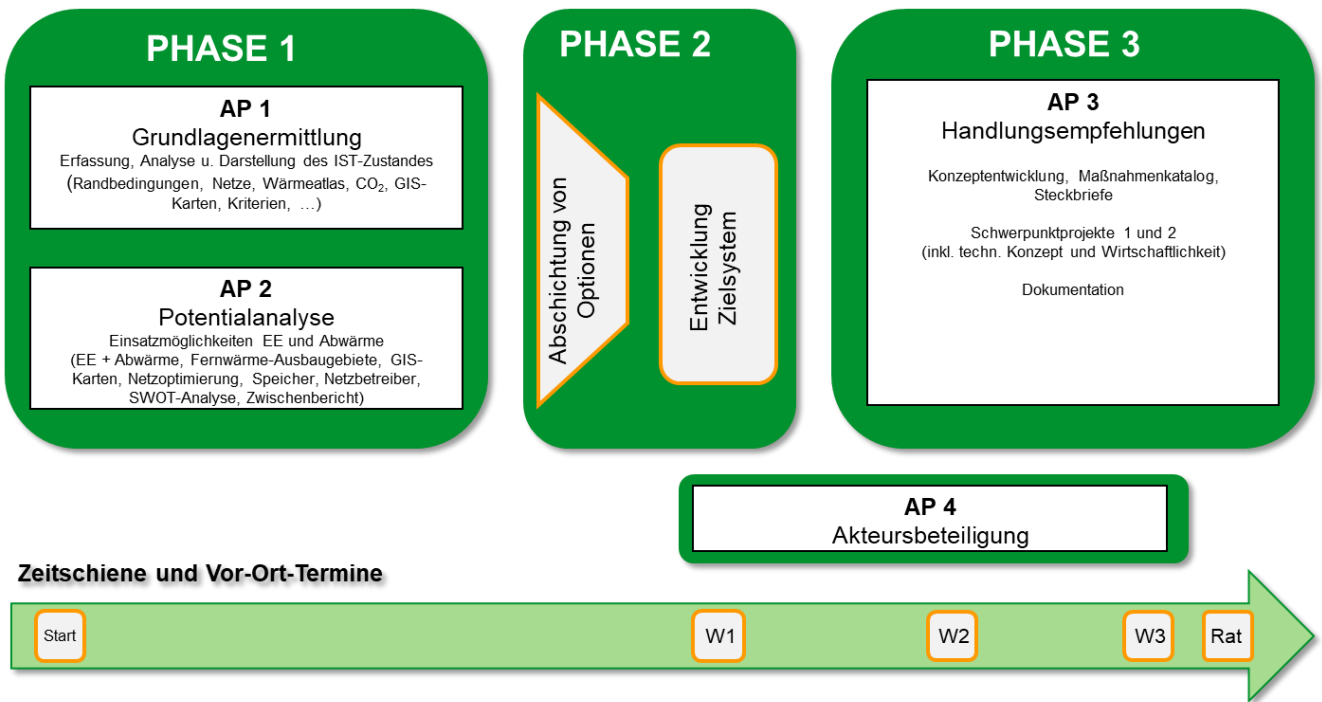 PHASE 1
AP 1
Grundlagenermittlung
Erfassung, Analyse u. Darstellung des IST-Zustandes
(Randbedingungen, Netze, Wärmeatlas, CO₂, GIS-
Karten, Kriterien, …)
AP 2
Potentialanalyse
Einsatzmöglichkeiten EE und Abwärme
(EE + Abwärme, Fernwärme-Ausbaugebiete, GIS-
Karten, Netzoptimierung, Speicher, Netzbetreiber,
SWOT-Analyse, Zwischenbericht)
PHASE 2
Abschichtung von
Optionen
Entwicklung
Zielsystem
PHASE 3
AP 3
Handlungsempfehlungen
Konzeptentwicklung, Maßnahmenkatalog,
Steckbriefe
Schwerpunktprojekte 1 und 2
(inkl. techn. Konzept und Wirtschaftlichkeit)
Dokumentation
AP 4
Akteursbeteiligung
Zeitschiene und Vor-Ort-Termine
Start
W1
W2
W3
Rat